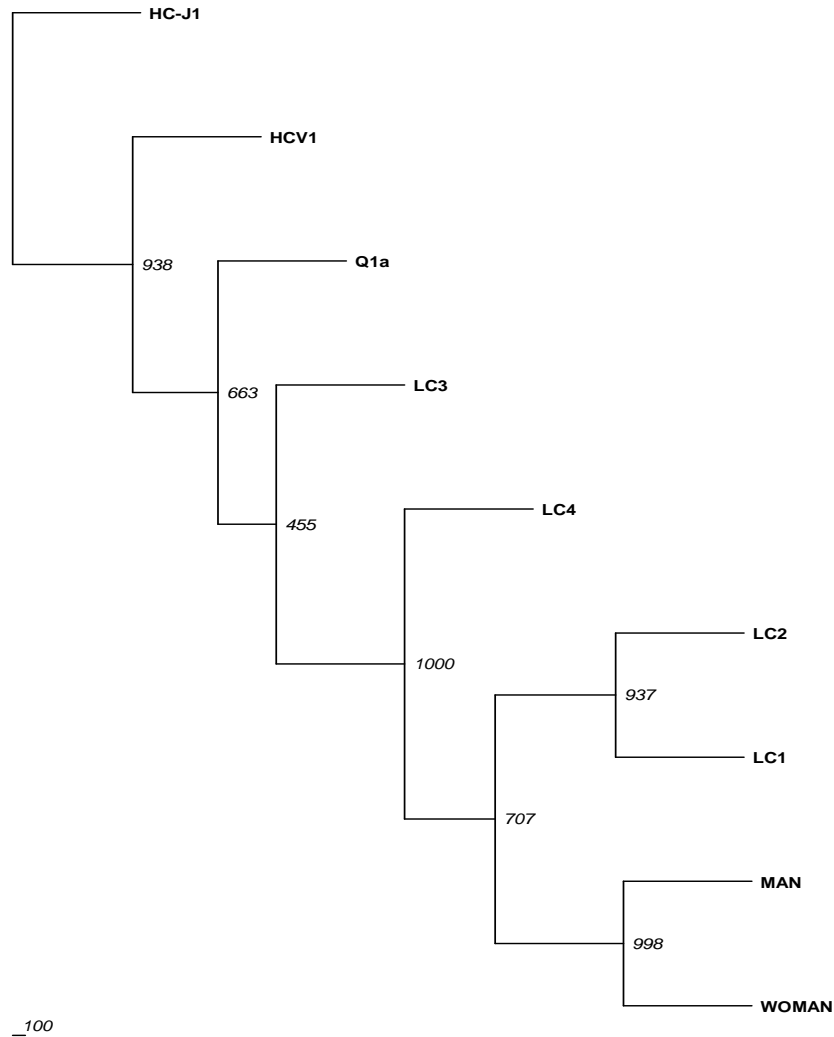 HC-J1
HCV1
938
Q1a
663
LC3
455
LC4
LC2
1000
937
LC1
707
MAN
998
WOMAN
100